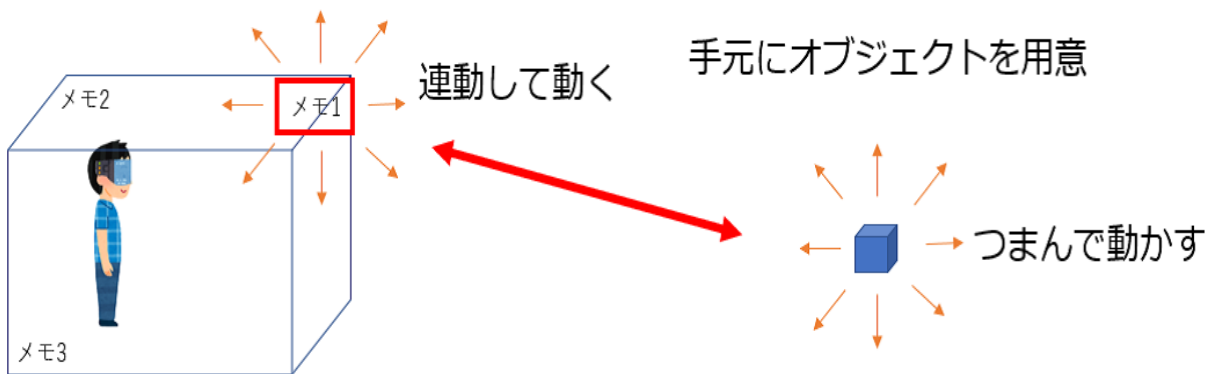 手元にオブジェクトを用意
連動して動く
メモ2
メモ1
つまんで動かす
メモ3